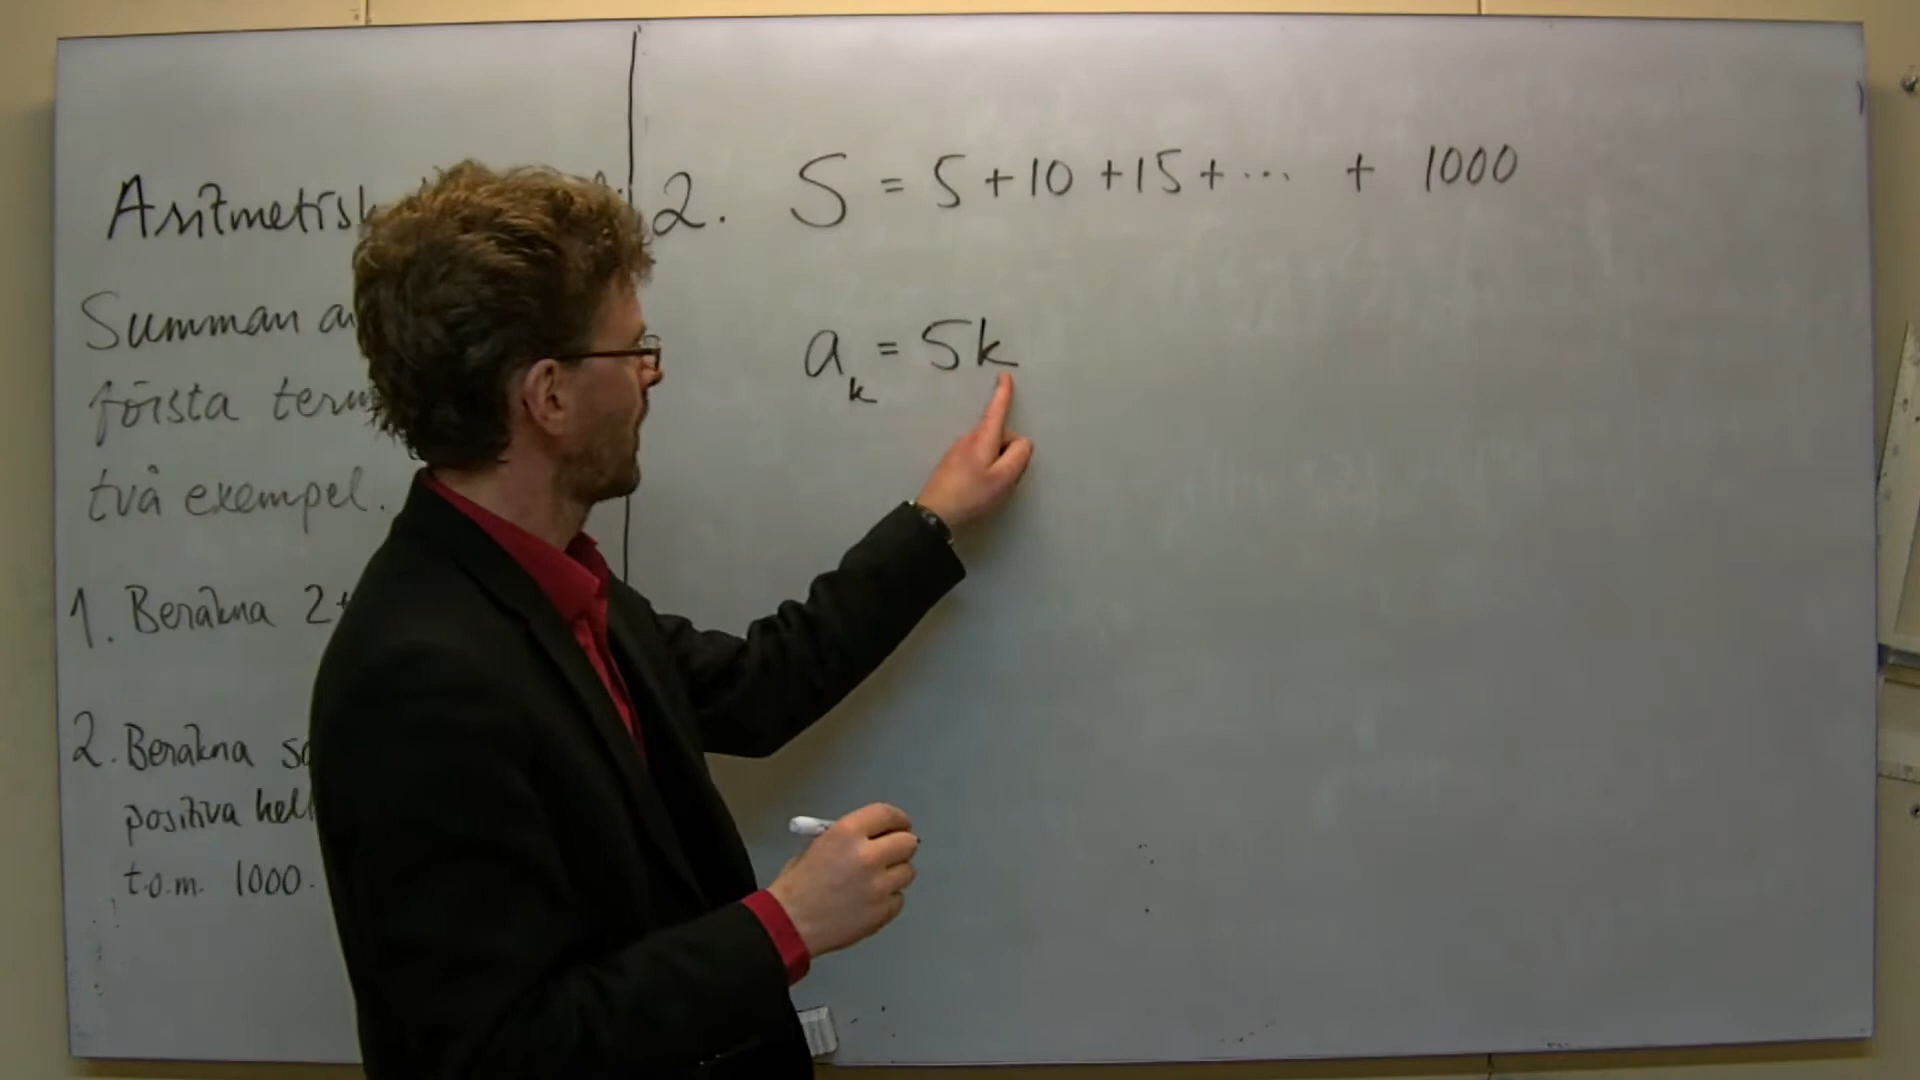 Aritmetisk
Summan av
första term
två exempel.
1. Beräkna 2+
2. Beräkna
positiva hel
t.o.m. 1000.
2. S = 5 + 10 + 15 + ... + 1000
a_k = 5k